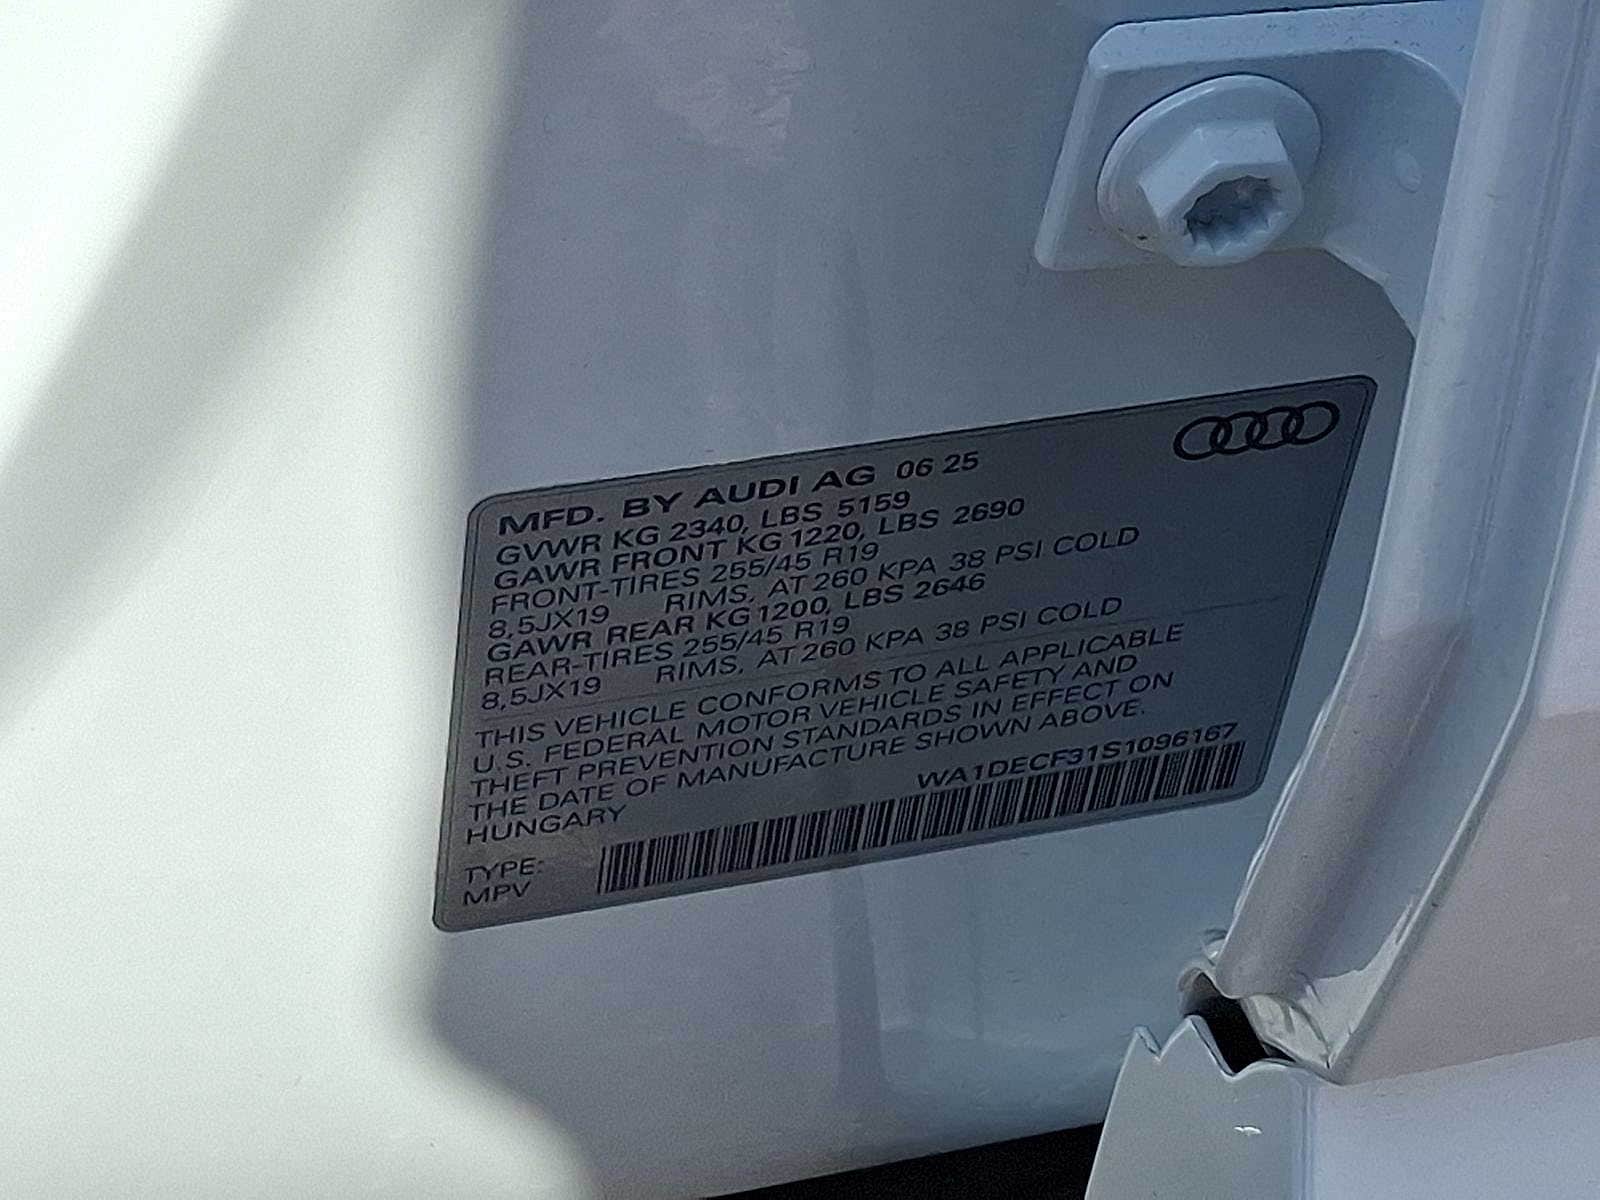 MFD. BY AUDI AG 06 25
GVWR KG 2340, LBS 5159
GAWR FRONT KG 1220, LBS 2690
FRONT-TIRES 255/45 R19
8,5JX19 RIMS, AT 260 KPA 38 PSI COLD
GAWR REAR KG 1200, LBS 2646
REAR-TIRES 255/45 R19
8,5JX19 RIMS, AT 260 KPA 38 PSI COLD
THIS VEHICLE CONFORMS TO ALL APPLICABLE
U.S. FEDERAL MOTOR VEHICLE SAFETY AND
THEFT PREVENTION STANDARDS IN EFFECT ON
THE DATE OF MANUFACTURE SHOWN ABOVE.
HUNGARY
WA1DECF31S1096167
TYPE:
MPV